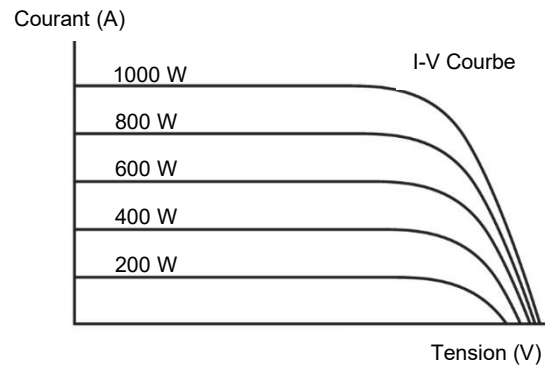 Courant (A)
I-V Courbe
1000 W
800 W
600 W
400 W
200 W
Tension (V)